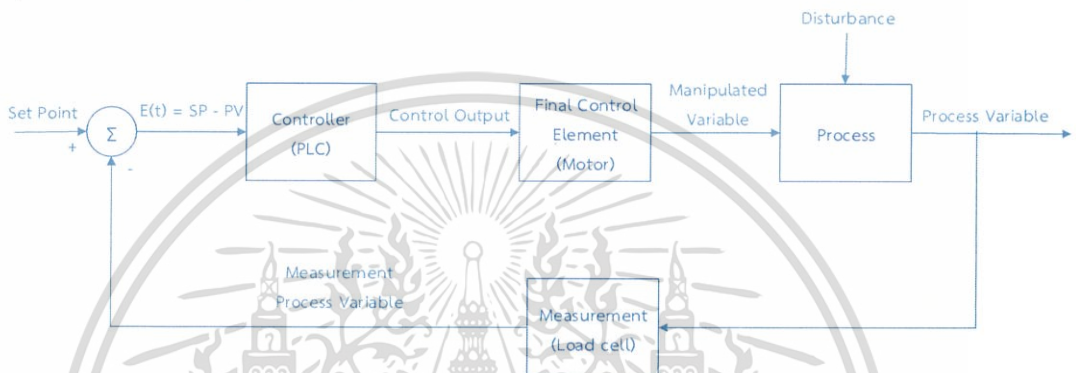 Disturbance
Set Point
+
Σ
-
E(t) = SP - PV
Controller
(PLC)
Control Output
Final Control
Element
(Motor)
Manipulated
Variable
Process
Process Variable
Measurement
Process Variable
Measurement
(Load cell)